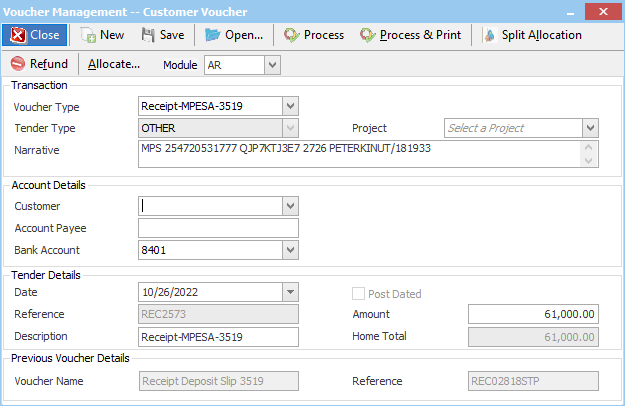 Voucher Management -- Customer Voucher
Close New Save Open... Process Process & Print Split Allocation
Refund Allocate... Module AR
Transaction
Voucher Type Receipt-MPESA-3519
Tender Type OTHER Project Select a Project
Narrative MPS 254720531777 QJP7KTJ3E7 2726 PETERKINUT/181933
Account Details
Customer
Account Payee
Bank Account 8401
Tender Details
Date 10/26/2022 Post Dated
Reference REC2573 Amount 61,000.00
Description Receipt-MPESA-3519 Home Total 61,000.00
Previous Voucher Details
Voucher Name Receipt Deposit Slip 3519 Reference REC02818STP